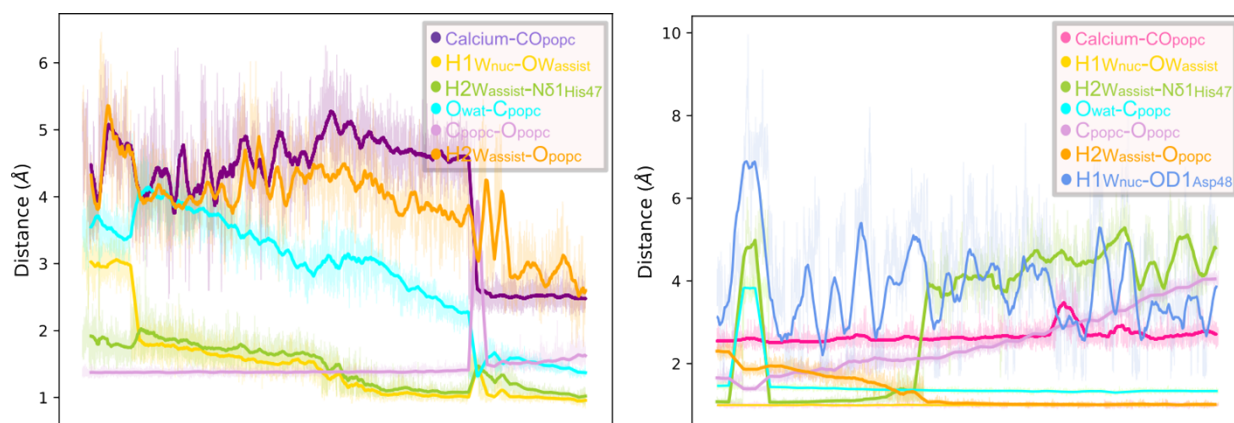 Distance (Å)
6
5
4
3
2
1
Calcium-COpopc
H1Wnuc-OWassist
H2Wassist-Nδ1His47
Owat-Cpopc
Cpopc-Opopc
H2Wassist-Opopc
Distance (Å)
10
8
6
4
2
Calcium-COpopc
H1Wnuc-OWassist
H2Wassist-Nδ1His47
Owat-Cpopc
Cpopc-Opopc
H2Wassist-Opopc
H1Wnuc-OD1Asp48